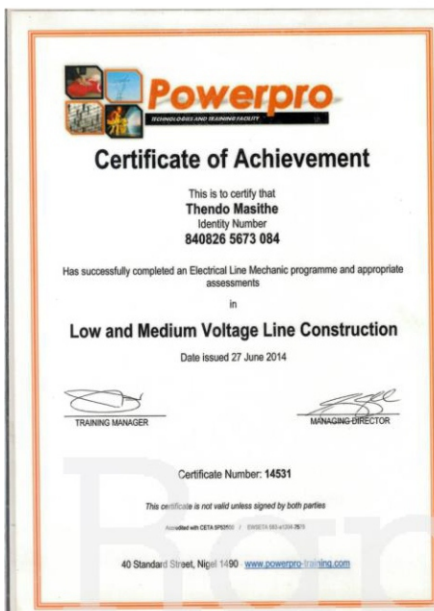 Powerpro
TECHNOLOGIES AND TRAINING FACILITY
Certificate of Achievement
This is to certify that
Thendo Masithe
Identity Number
840826 5673 084
Has successfully completed an Electrical Line Mechanic programme and appropriate
assessments
in
Low and Medium Voltage Line Construction
Date issued 27 June 2014
TRAINING MANAGER
MANAGING DIRECTOR
Certificate Number: 14531
This certificate is not valid unless signed by both parties
Accredited with CETA
40 Standard Street, Nigel 1490 - www.powerpro-training.com